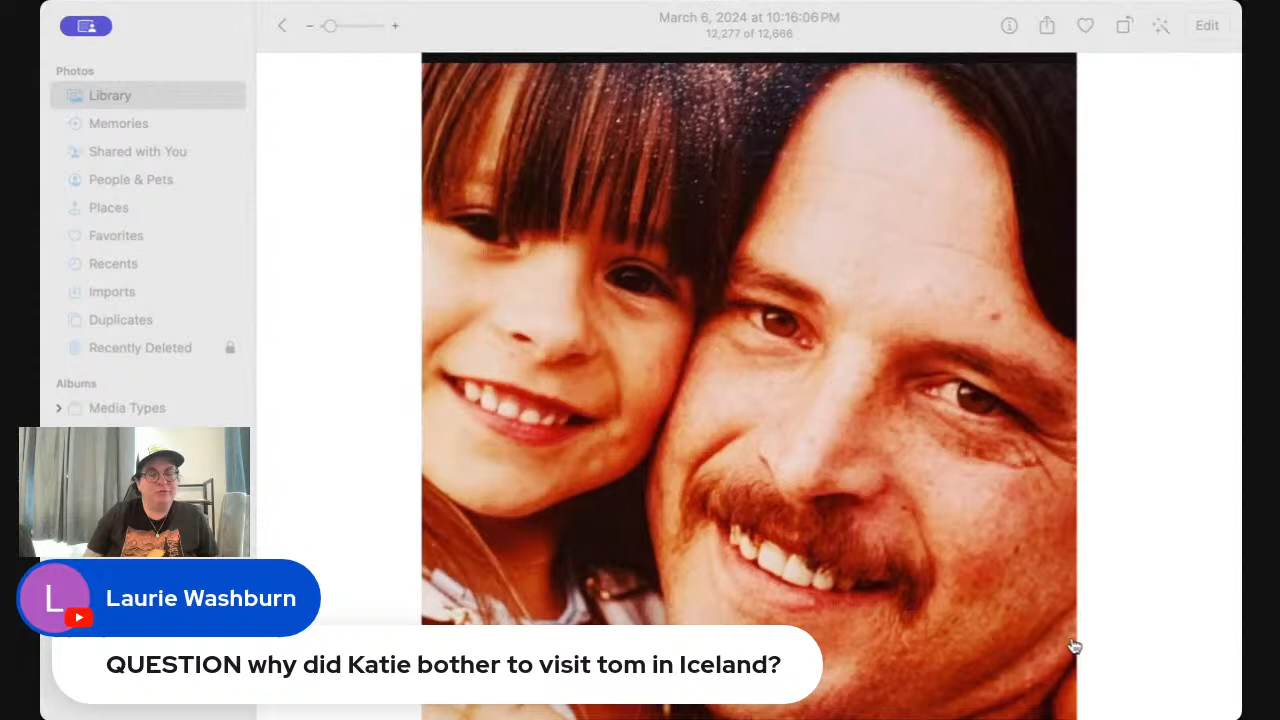 March 6, 2024 at 10:16:06 PM
12,277 of 12,666
Edit
Photos
Library
Memories
Shared with You
People & Pets
Places
Favorites
Recents
Imports
Duplicates
Recently Deleted
Albums
Media Types
L
Laurie Washburn
QUESTION why did Katie bother to visit tom in Iceland?